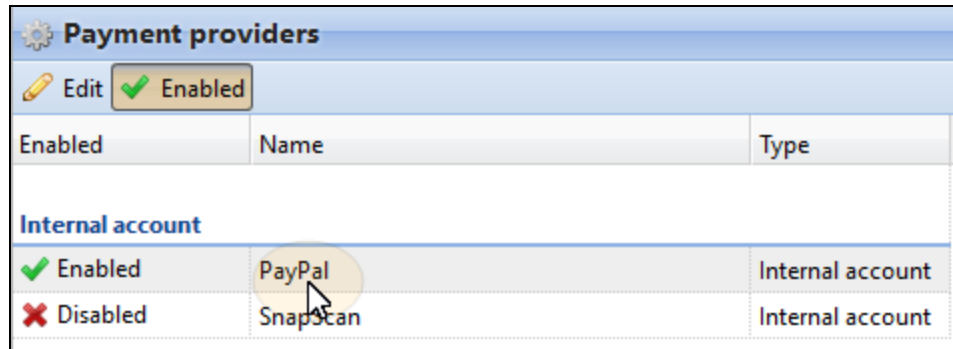 Payment providers
Edit Enabled
Enabled Name Type
Internal account
Enabled PayPal Internal account
Disabled SnapScan Internal account